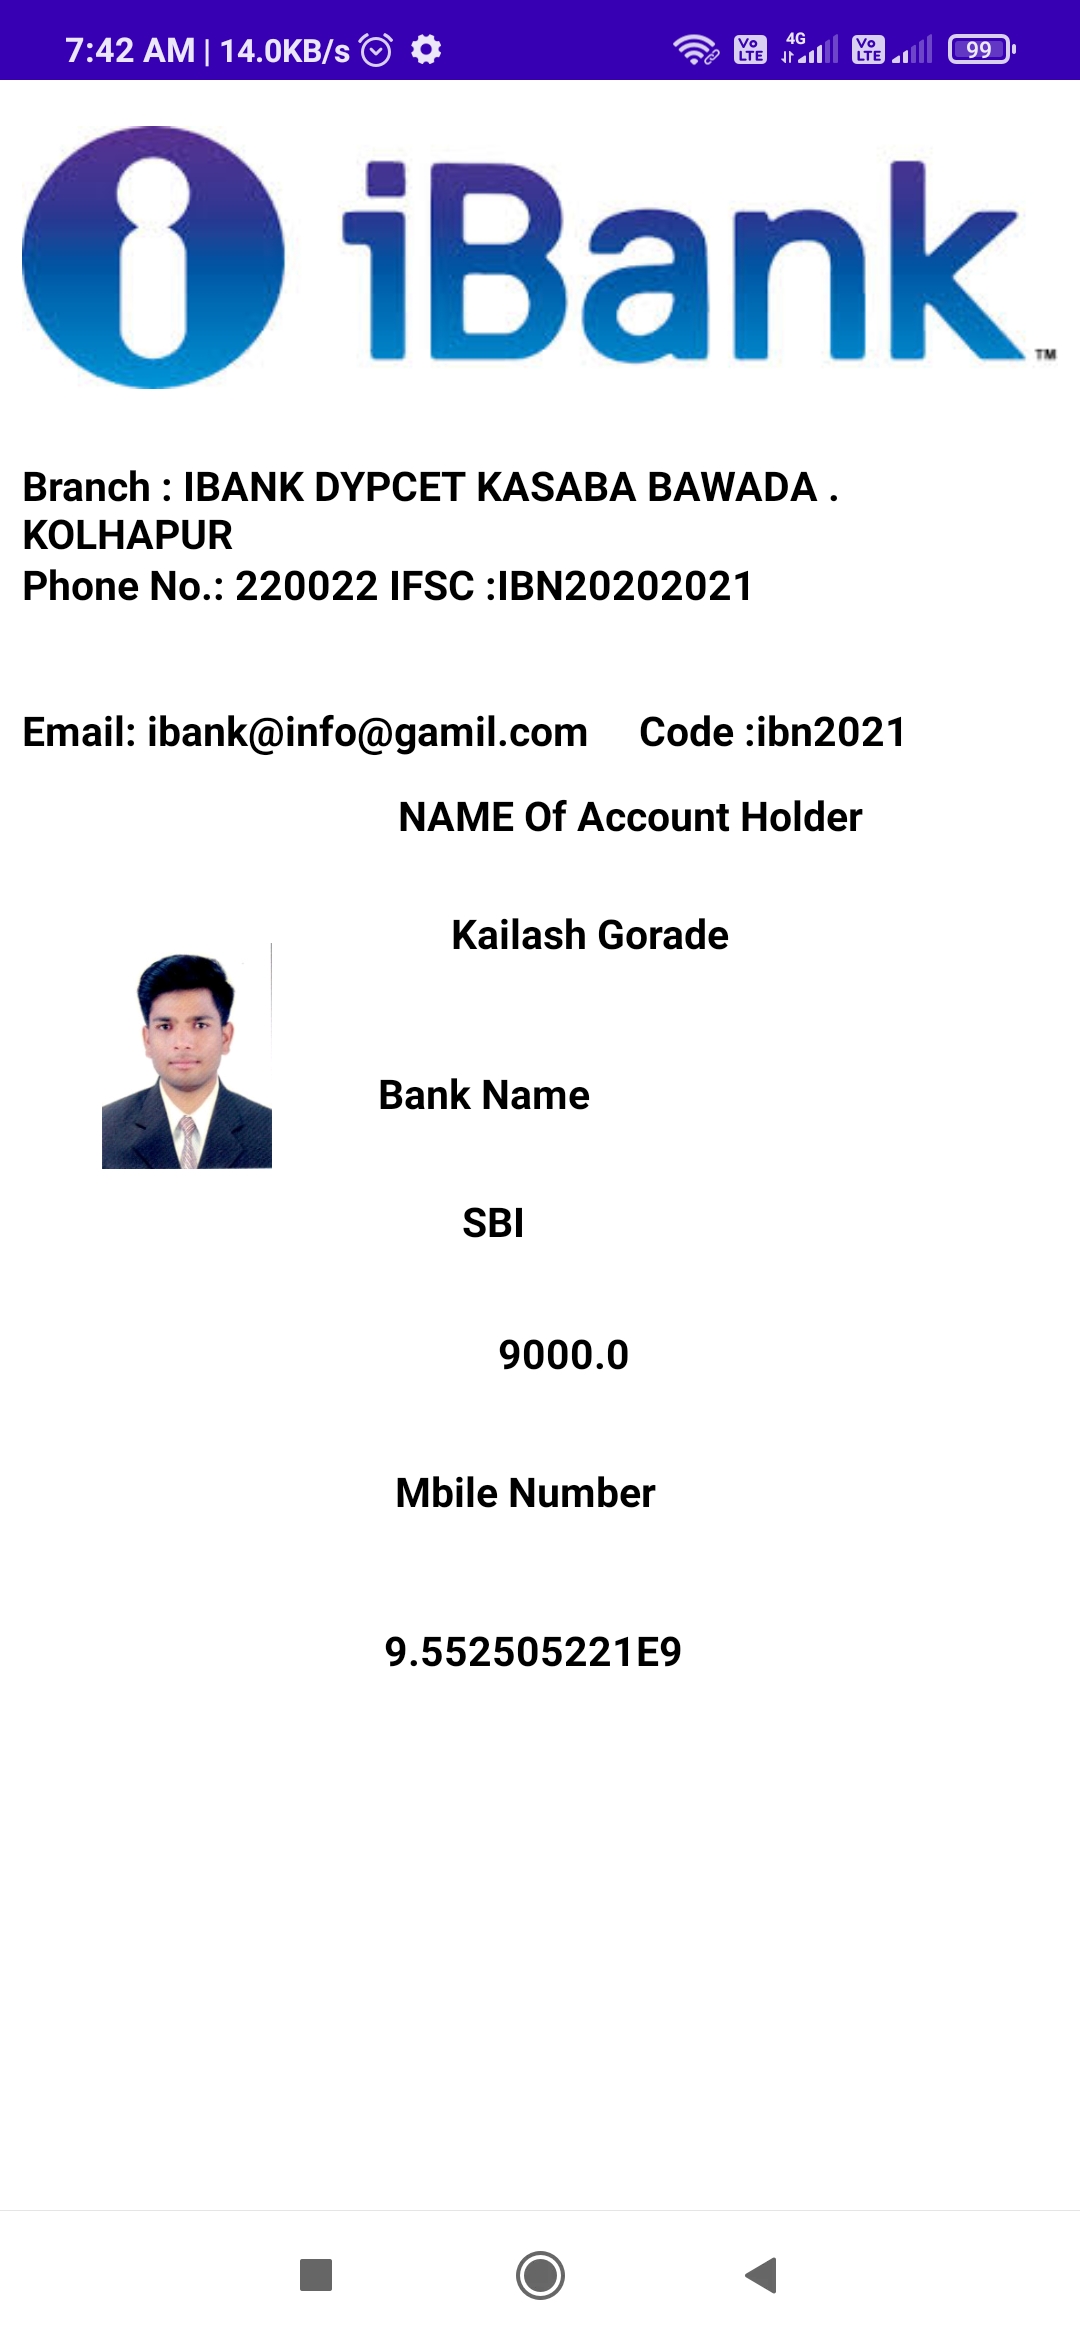 7:42 AM | 14.0KB/s
Vo LTE 4G Vo LTE 99
iBank
TM
Branch : IBANK DYPCET KASABA BAWADA .
KOLHAPUR
Phone No.: 220022 IFSC :IBN20202021
Email: ibank@info@gamil.com Code :ibn2021
NAME Of Account Holder
Kailash Gorade
Bank Name
SBI
9000.0
Mbile Number
9.552505221E9